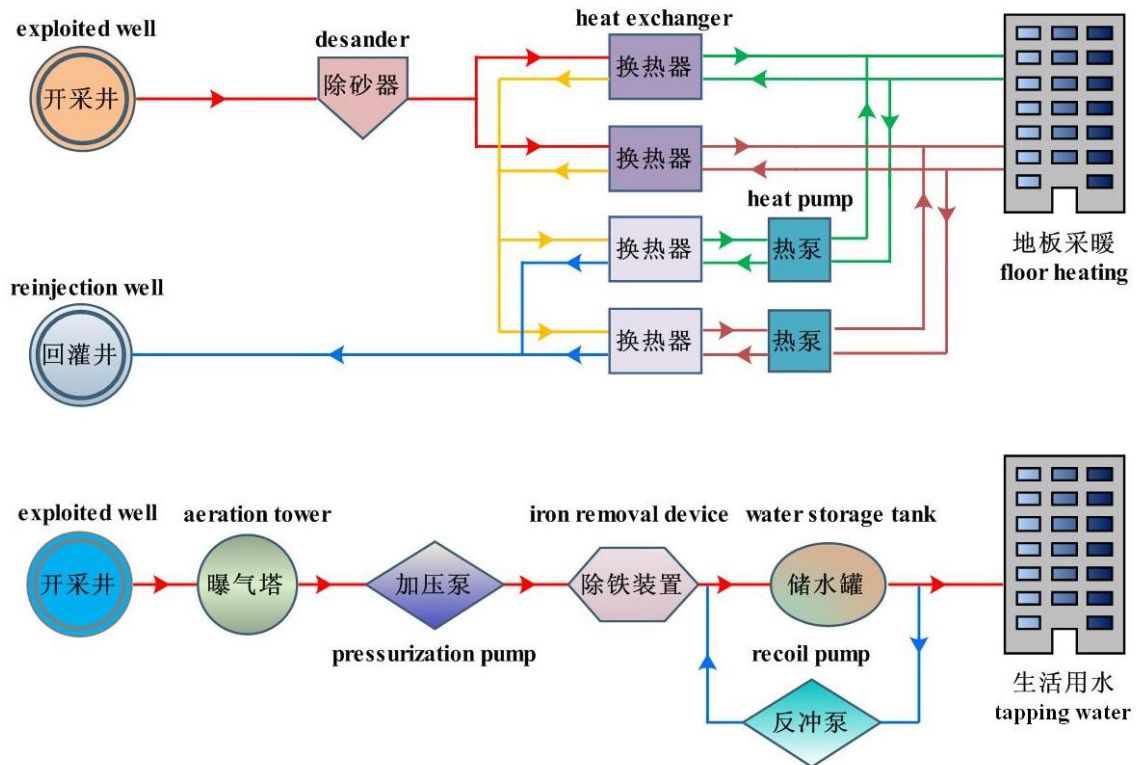 heat exchanger
exploited well
desander
换热器
开采井
除砂器
换热器
heat pump
换热器
热泵
地板采暖
floor heating
reinjection well
回灌井
换热器
热泵
exploited well
aeration tower
iron removal device
water storage tank
开采井
曝气塔
加压泵
除铁装置
储水罐
pressurization pump
recoil pump
反冲泵
生活用水
tapping water